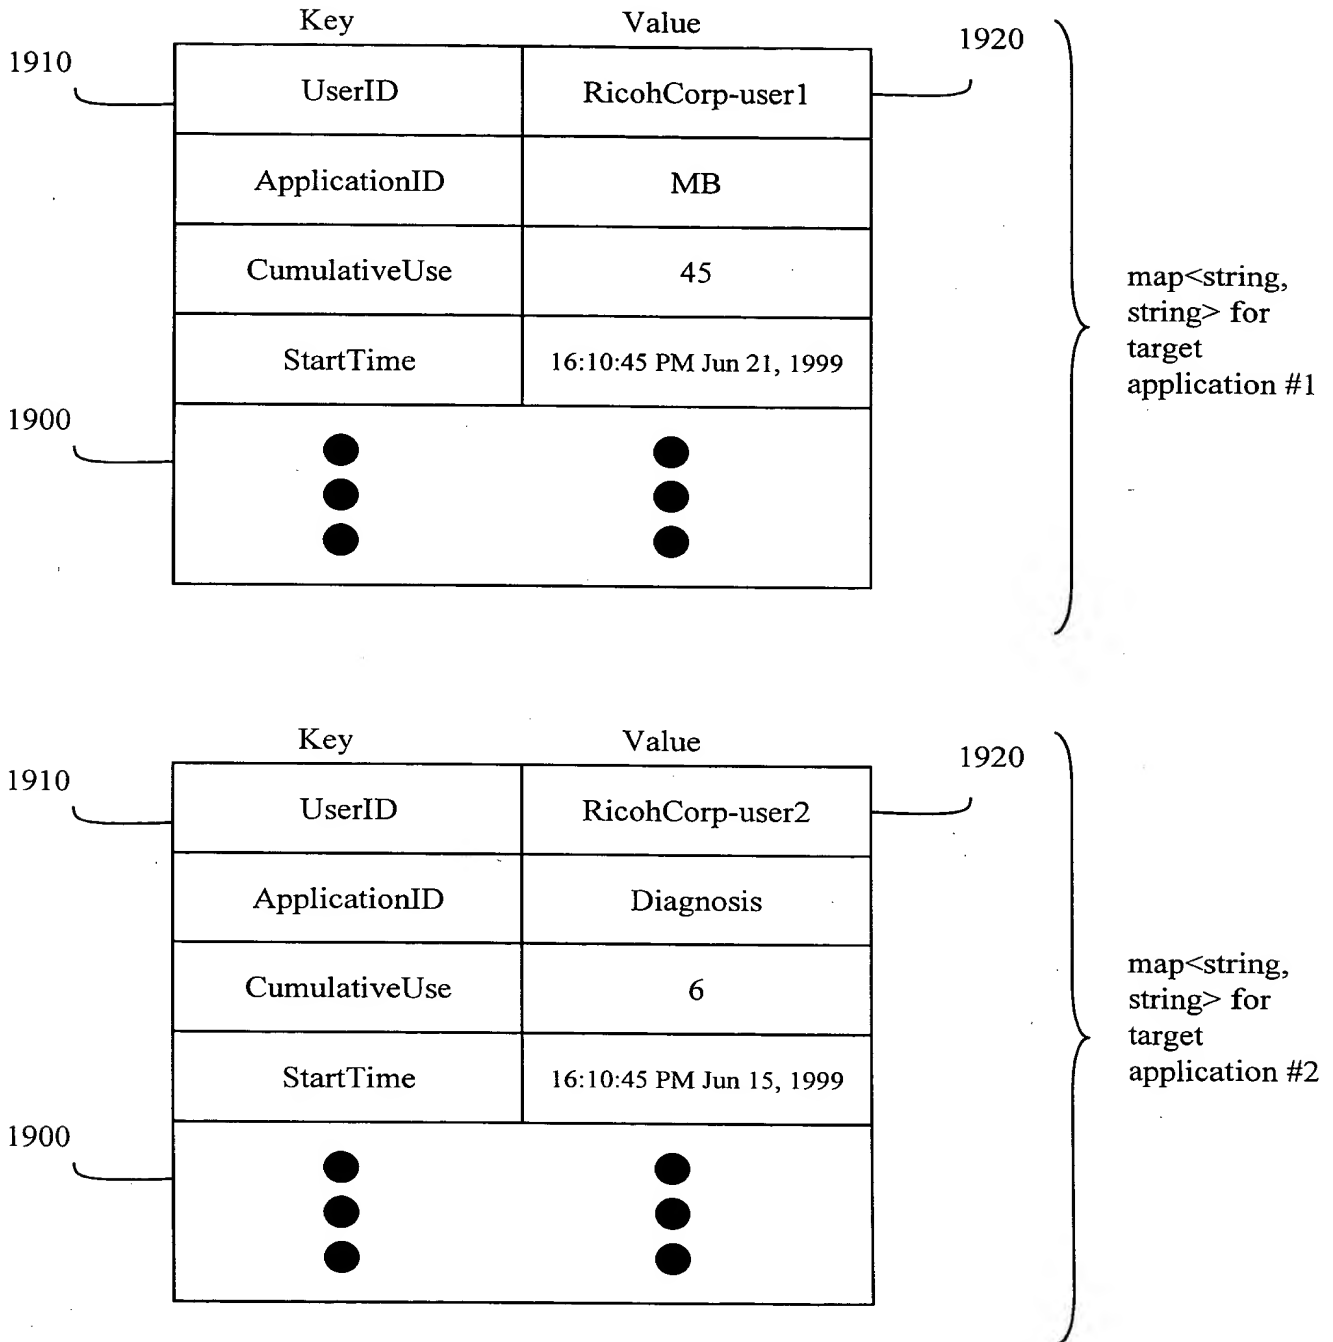 Key Value
1910 1920
UserID RicohCorp-user1
ApplicationID MB
CumulativeUse 45
StartTime 16:10:45 PM Jun 21, 1999
1900
map<string,
string> for
target
application #1
Key Value
1910 1920
UserID RicohCorp-user2
ApplicationID Diagnosis
CumulativeUse 6
StartTime 16:10:45 PM Jun 15, 1999
1900
map<string,
string> for
target
application #2